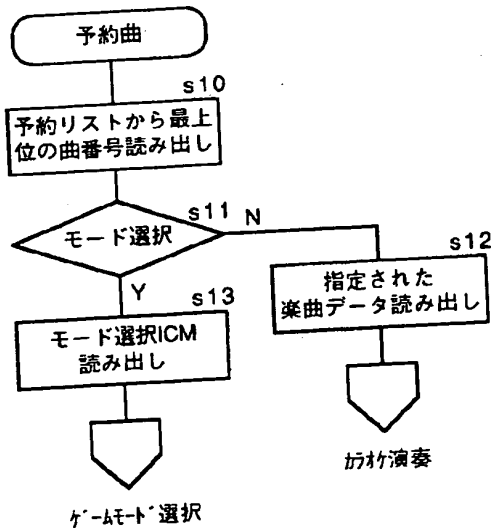 予約曲
s10
予約リストから最上
位の曲番号読み出し
s11
モード選択
N
Y
s12
指定された
楽曲データ読み出し
s13
モード選択ICM
読み出し
ｶﾗｵｹ演奏
ｹﾞｰﾑﾓｰﾄﾞ選択